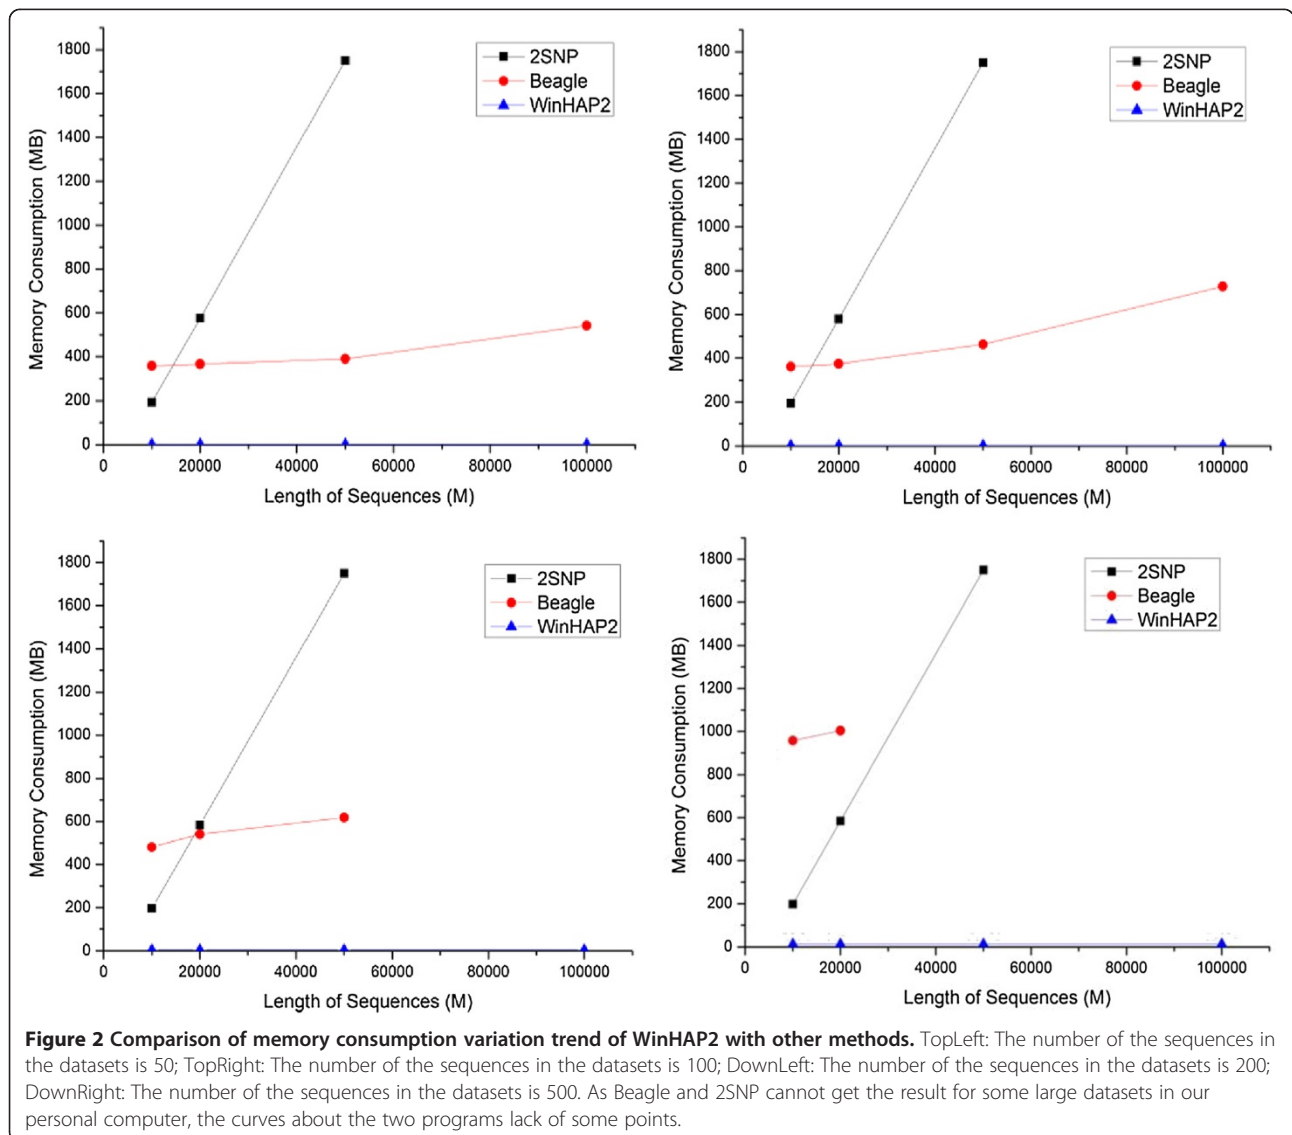 1800
1600
1400
1200
1000
800
600
400
200
0
Memory Consumption (MB)
2SNP
Beagle
WinHAP2
0 20000 40000 60000 80000 100000
Length of Sequences (M)
1800
1600
1400
1200
1000
800
600
400
200
0
Memory Consumption (MB)
2SNP
Beagle
WinHAP2
0 20000 40000 60000 80000 100000
Length of Sequences (M)
1800
1600
1400
1200
1000
800
600
400
200
0
Memory Consumption (MB)
2SNP
Beagle
WinHAP2
0 20000 40000 60000 80000 100000
Length of Sequences (M)
1800
1600
1400
1200
1000
800
600
400
200
0
Memory Consumption (MB)
2SNP
Beagle
WinHAP2
0 20000 40000 60000 80000 100000
Length of Sequences (M)
Figure 2 Comparison of memory consumption variation trend of WinHAP2 with other methods. TopLeft: The number of the sequences in
the datasets is 50; TopRight: The number of the sequences in the datasets is 100; DownLeft: The number of the sequences in the datasets is 200;
DownRight: The number of the sequences in the datasets is 500. As Beagle and 2SNP cannot get the result for some large datasets in our
personal computer, the curves about the two programs lack of some points.